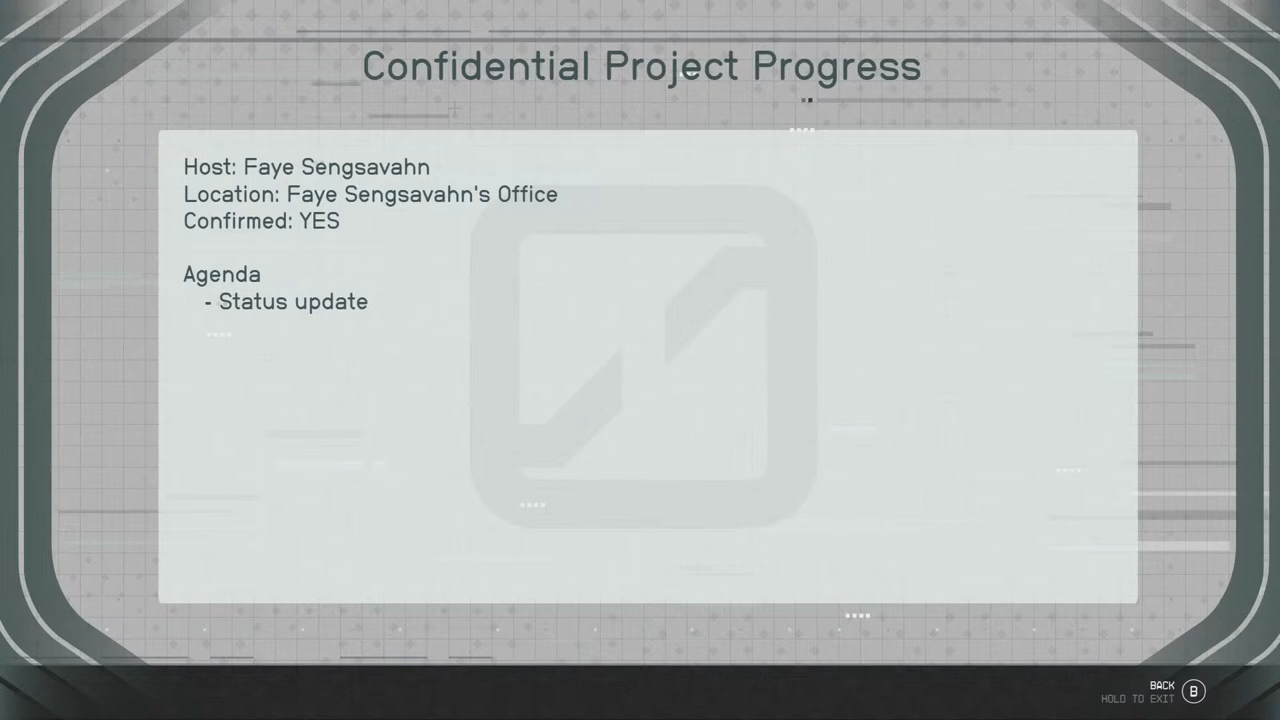 Confidential Project Progress
Host: Faye Sengsavahn
Location: Faye Sengsavahn's Office
Confirmed: YES
Agenda
- Status update
BACK
HOLD TO EXIT
B